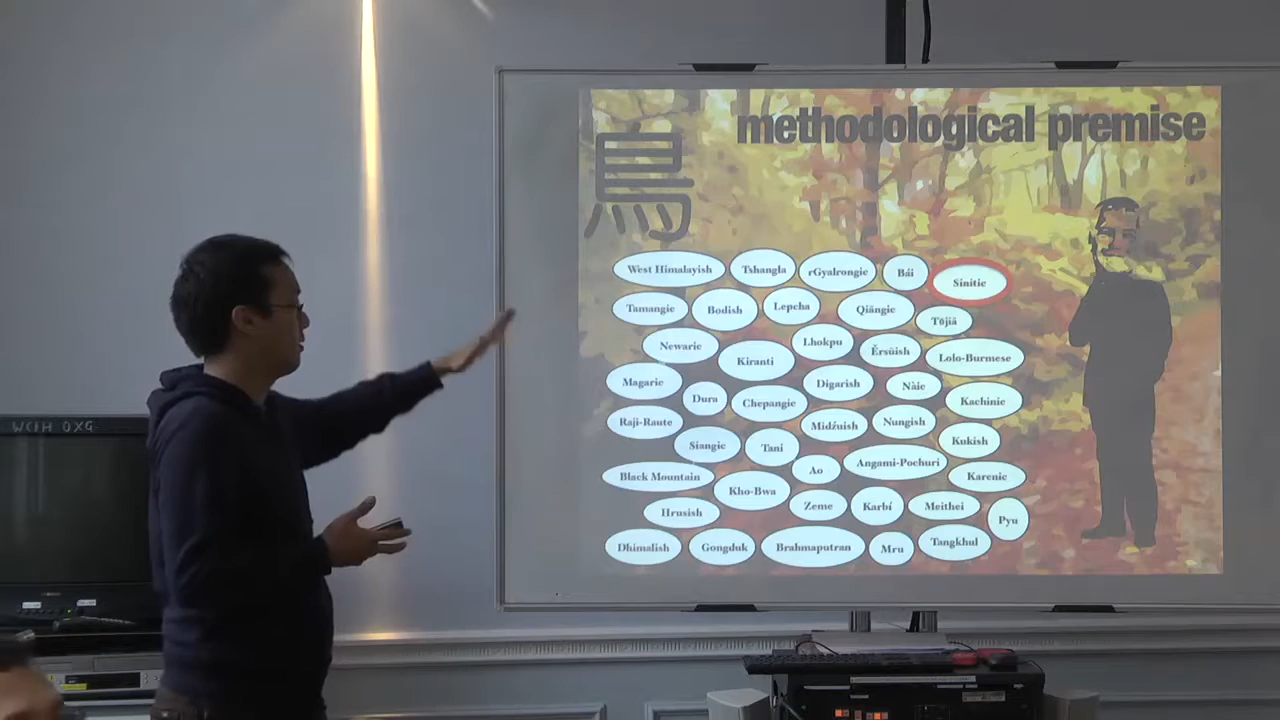 methodological premise
鳥
West Himalayish Tshangla rGyalrongic Bái Sinitic
Tamangic Bodish Lepcha Qiāngic Tǔjiā
Newaric Kiranti Lhokpu Ěrsūish Lolo-Burmese
Magaric Dura Chepangic Digarish Nàic Kachinic
Raji-Raute Siangic Tani Midźuish Nungish Kukish
Black Mountain Kho-Bwa Ao Angami-Pochuri Karenic
Hrusish Zeme Karbí Meithei Pyu
Dhimalish Gongduk Brahmaputran Mru Tangkhul
WCIH OXG